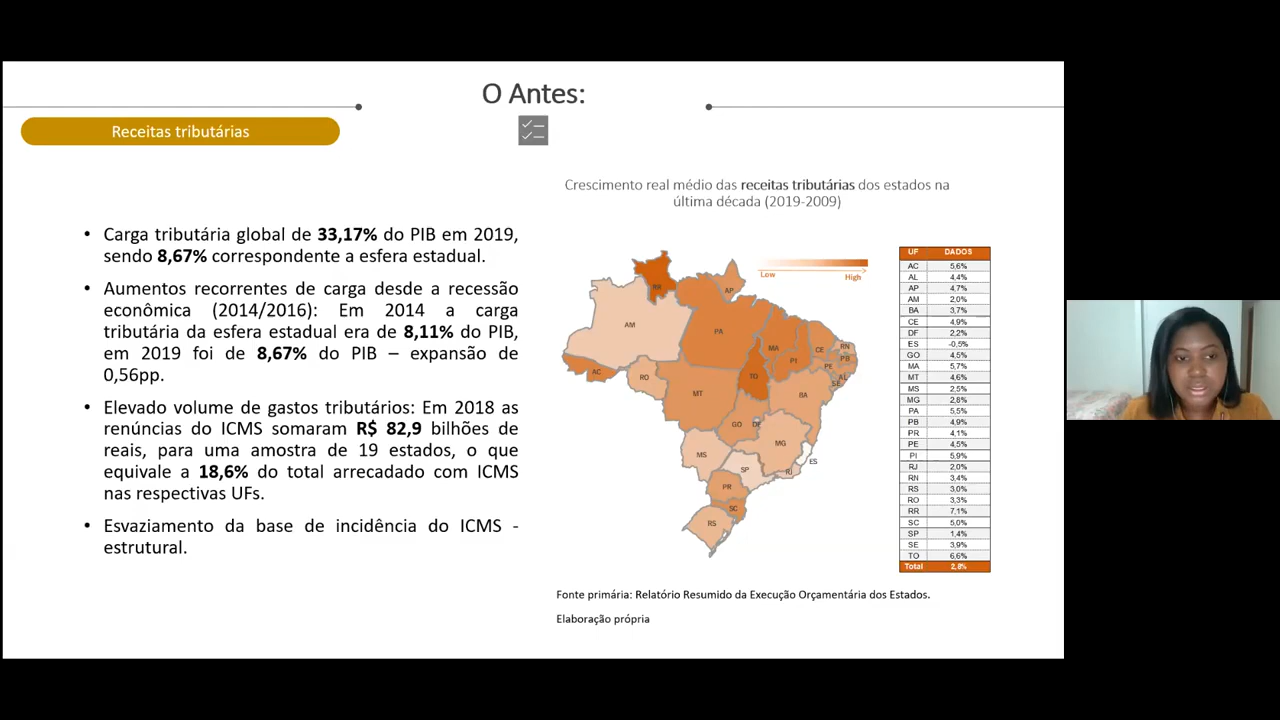 O Antes:
Receitas tributárias
• Carga tributária global de 33,17% do PIB em 2019,
sendo 8,67% correspondente a esfera estadual.
• Aumentos recorrentes de carga desde a recessão
econômica (2014/2016): Em 2014 a carga
tributária da esfera estadual era de 8,11% do PIB,
em 2019 foi de 8,67% do PIB – expansão de
0,56pp.
• Elevado volume de gastos tributários: Em 2018 as
renúncias do ICMS somaram R$ 82,9 bilhões de
reais, para uma amostra de 19 estados, o que
equivale a 18,6% do total arrecadado com ICMS
nas respectivas UFs.
• Esvaziamento da base de incidência do ICMS -
estrutural.
Crescimento real médio das receitas tributárias dos estados na
última década (2019-2009)
Low High
RR
AP
AM
PA
MA
CE
RN
PB
PE
PI
AL
SE
AC
RO
TO
MT
BA
GO
DF
MG
ES
MS
SP
RJ
PR
SC
RS
UF DADOS
AC 5,6%
AL 4,4%
AP 4,7%
AM 2,0%
BA 3,7%
CE 4,9%
DF 2,2%
ES -0,5%
GO 4,5%
MA 5,7%
MT 4,6%
MS 2,5%
MG 2,8%
PA 5,5%
PB 4,9%
PR 4,1%
PE 4,5%
PI 5,9%
RJ 2,0%
RN 3,4%
RS 3,0%
RO 3,3%
RR 7,1%
SC 5,0%
SP 1,4%
SE 3,9%
TO 6,6%
Total 2,8%
Fonte primária: Relatório Resumido da Execução Orçamentária dos Estados.
Elaboração própria